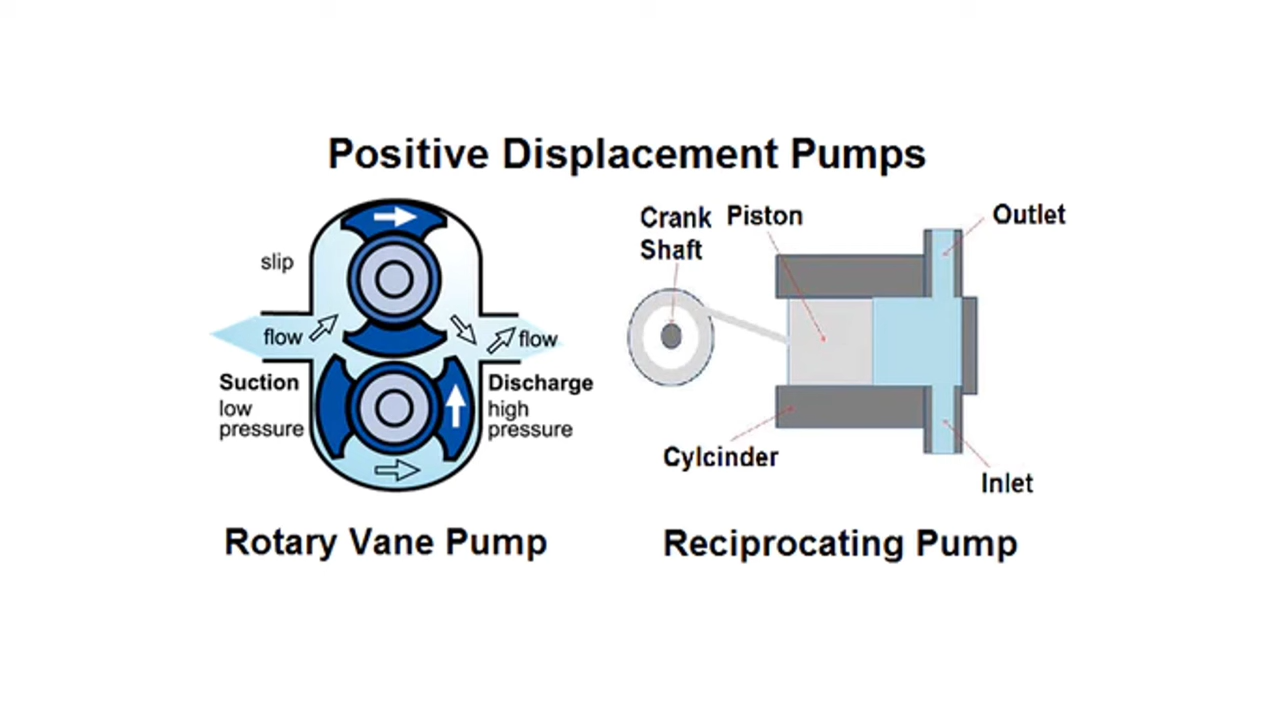 Positive Displacement Pumps
slip
flow
flow
Suction
low
pressure
Discharge
high
pressure
Rotary Vane Pump
Crank
Shaft
Piston
Outlet
Cylcinder
Inlet
Reciprocating Pump